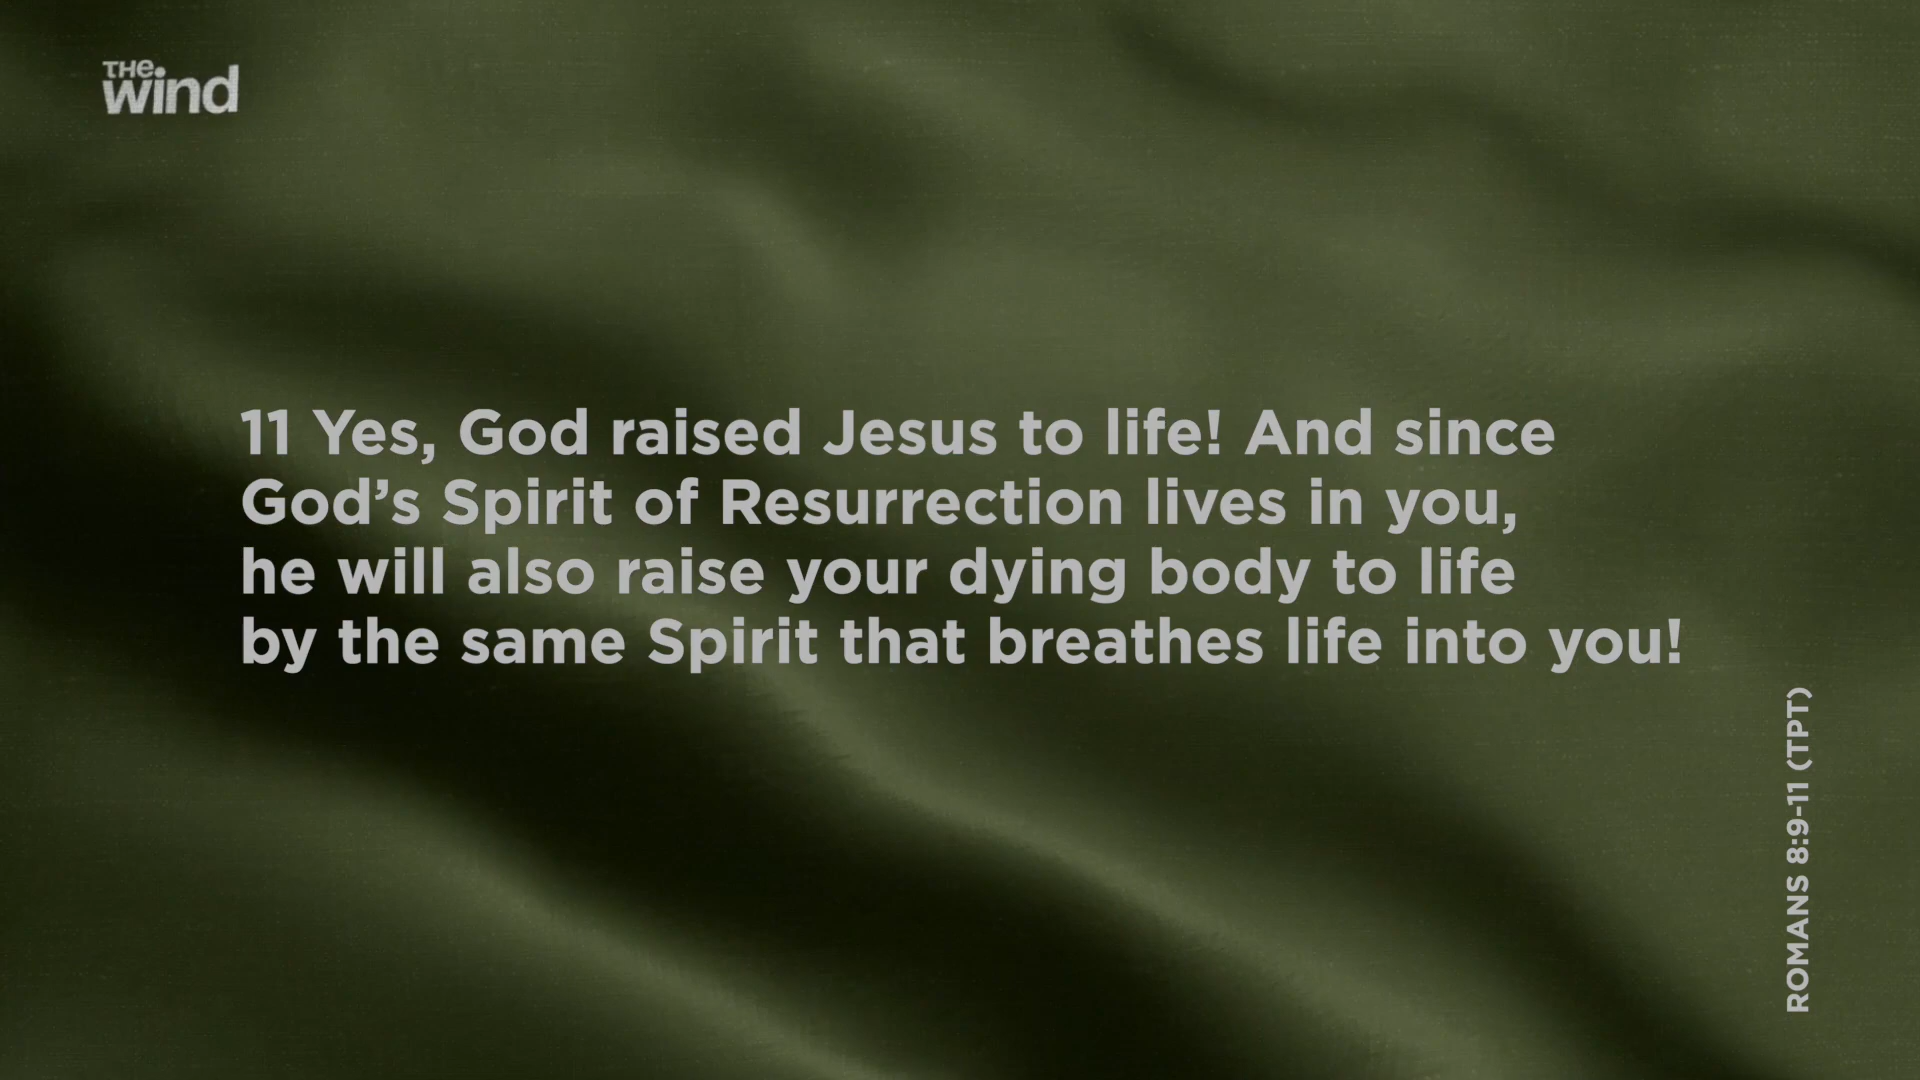 THE
wind
11 Yes, God raised Jesus to life! And since
God’s Spirit of Resurrection lives in you,
he will also raise your dying body to life
by the same Spirit that breathes life into you!
ROMANS 8:9-11 (TPT)